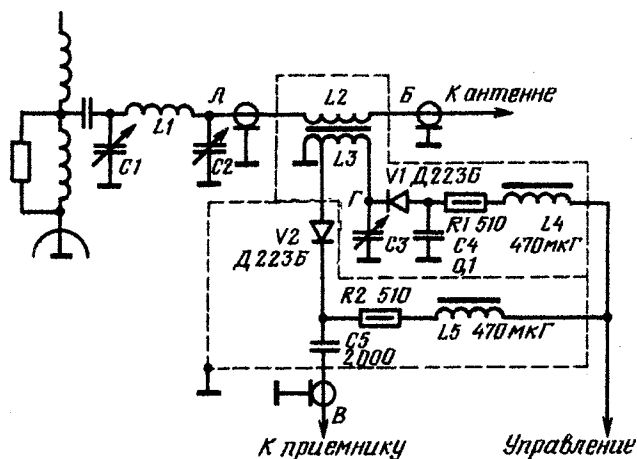 Л
L2
Б
К антенне
L1
C1
C2
L3
V1 Д223Б
Г
V2
Д223Б
C3
R1 510
C4
0,1
L4
470мкГ
R2 510
C5
2000
L5 470мкГ
В
К приемнику
Управление